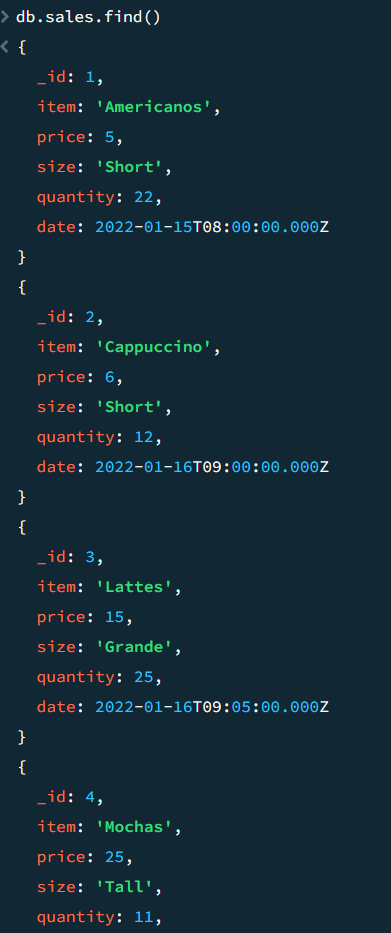 > db.sales.find()
< {
_id: 1,
item: 'Americanos',
price: 5,
size: 'Short',
quantity: 22,
date: 2022-01-15T08:00:00.000Z
}
{
_id: 2,
item: 'Cappuccino',
price: 6,
size: 'Short',
quantity: 12,
date: 2022-01-16T09:00:00.000Z
}
{
_id: 3,
item: 'Lattes',
price: 15,
size: 'Grande',
quantity: 25,
date: 2022-01-16T09:05:00.000Z
}
{
_id: 4,
item: 'Mochas',
price: 25,
size: 'Tall',
quantity: 11,